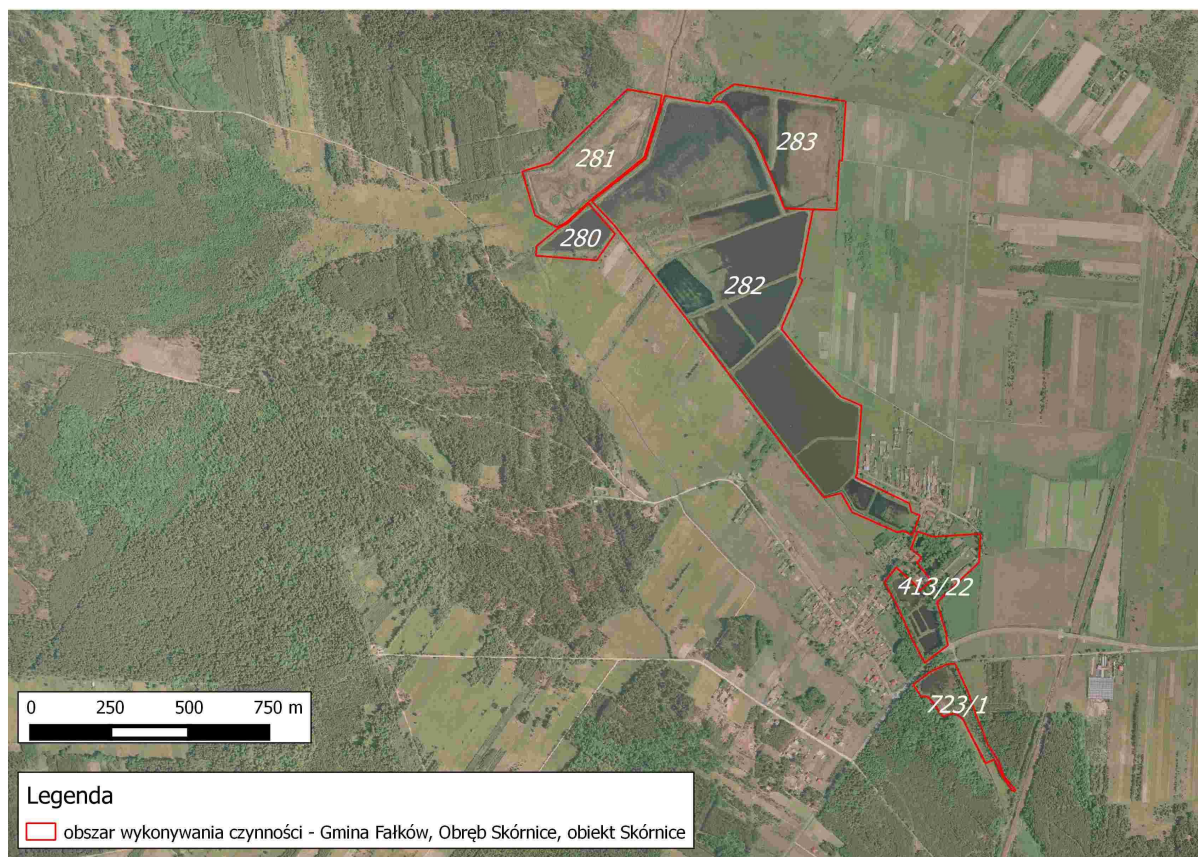 281
283
280
282
413/22
723/1
0 250 500 750 m
Legenda
obszar wykonywania czynności - Gmina Fałków, Obręb Skórnice, obiekt Skórnice